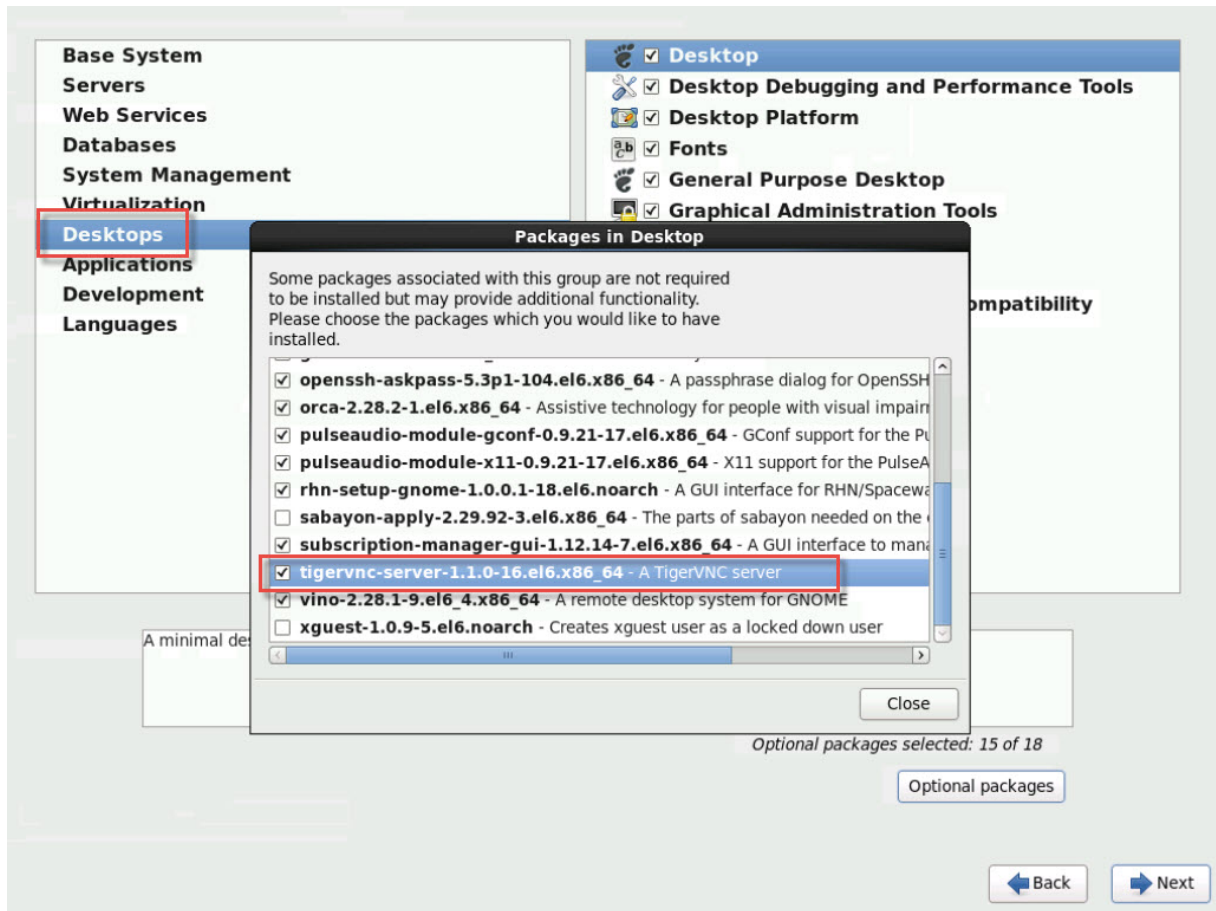 Base System
Servers
Web Services
Databases
System Management
Virtualization
Desktops
Applications
Development
Languages
Desktop
Desktop Debugging and Performance Tools
Desktop Platform
Fonts
General Purpose Desktop
Graphical Administration Tools
Packages in Desktop
Some packages associated with this group are not required
to be installed but may provide additional functionality.
Please choose the packages which you would like to have
installed.
openssh-askpass-5.3p1-104.el6.x86_64 - A passphrase dialog for OpenSSH
orca-2.28.2-1.el6.x86_64 - Assistive technology for people with visual impair
pulseaudio-module-gconf-0.9.21-17.el6.x86_64 - GConf support for the Pu
pulseaudio-module-x11-0.9.21-17.el6.x86_64 - X11 support for the PulseA
rhn-setup-gnome-1.0.0.1-18.el6.noarch - A GUI interface for RHN/Spacewa
sabayon-apply-2.29.92-3.el6.x86_64 - The parts of sabayon needed on the
subscription-manager-gui-1.12.14-7.el6.x86_64 - A GUI interface to mana
tigervnc-server-1.1.0-16.el6.x86_64 - A TigerVNC server
vino-2.28.1-9.el6_4.x86_64 - A remote desktop system for GNOME
xguest-1.0.9-5.el6.noarch - Creates xguest user as a locked down user
Close
ompatibility
A minimal des
Optional packages selected: 15 of 18
Optional packages
Back
Next